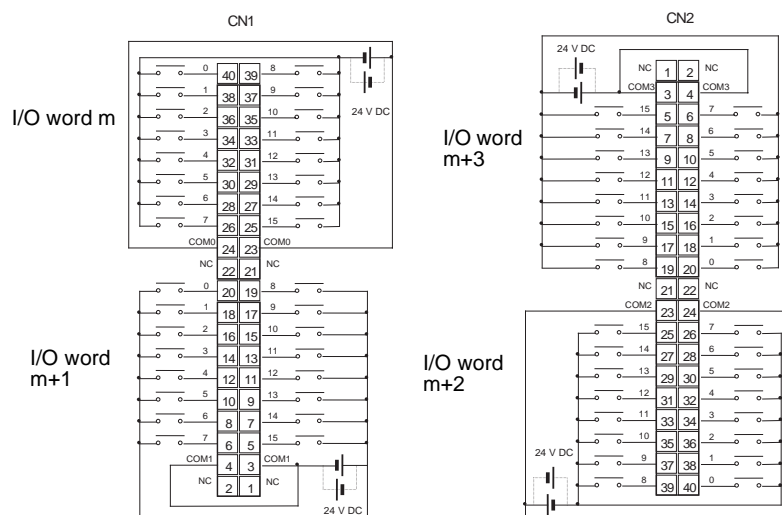 CN1
I/O word m
0 40 39 8
1 38 37 9
2 36 35 10
3 34 33 11
4 32 31 12
5 30 29 13
6 28 27 14
7 26 25 15
COM0 24 23 COM0
NC 22 21 NC
24 V DC
I/O word
m+1
0 20 19 8
1 18 17 9
2 16 15 10
3 14 13 11
4 12 11 12
5 10 9 13
6 8 7 14
7 6 5 15
COM1 4 3 COM1
NC 2 1 NC
24 V DC
CN2
24 V DC
I/O word
m+3
NC 1 2 NC
COM3 3 4 COM3
15 5 6 7
14 7 8 6
13 9 10 5
12 11 12 4
11 13 14 3
10 15 16 2
9 17 18 1
8 19 20 0
NC 21 22 NC
COM2 23 24 COM2
I/O word
m+2
15 25 26 7
14 27 28 6
13 29 30 5
12 31 32 4
11 33 34 3
10 35 36 2
9 37 38 1
8 39 40 0
24 V DC